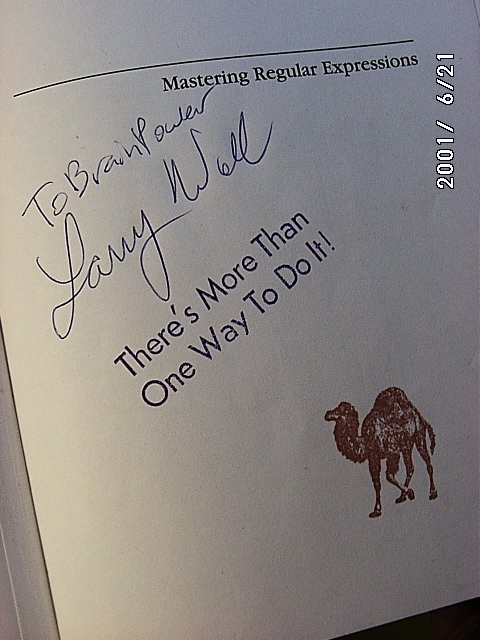 Mastering Regular Expressions
2001/ 6/21
To BrainPower
Larry Wall
There's More Than
One Way To Do It!